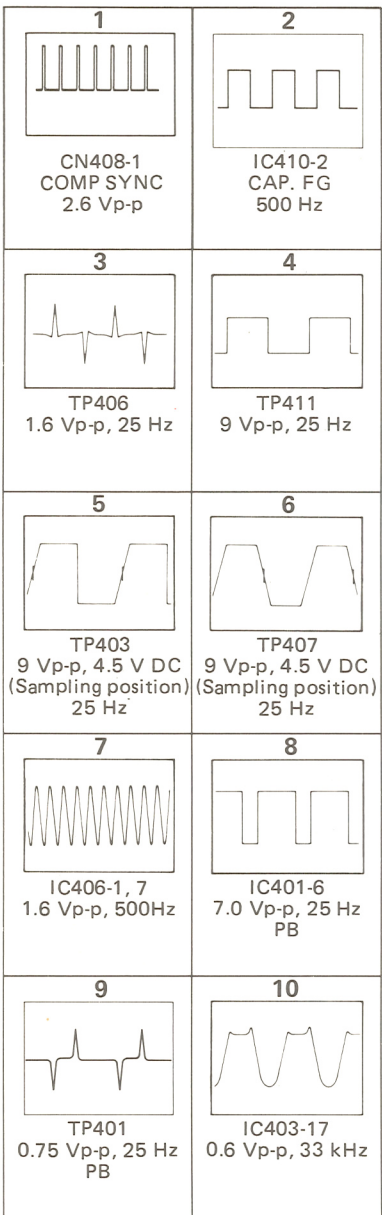 1
CN408-1
COMP SYNC
2.6 Vp-p
2
IC410-2
CAP. FG
500 Hz
3
TP406
1.6 Vp-p, 25 Hz
4
TP411
9 Vp-p, 25 Hz
5
TP403
9 Vp-p, 4.5 V DC
(Sampling position)
25 Hz
6
TP407
9 Vp-p, 4.5 V DC
(Sampling position)
25 Hz
7
IC406-1, 7
1.6 Vp-p, 500Hz
8
IC401-6
7.0 Vp-p, 25 Hz
PB
9
TP401
0.75 Vp-p, 25 Hz
PB
10
IC403-17
0.6 Vp-p, 33 kHz